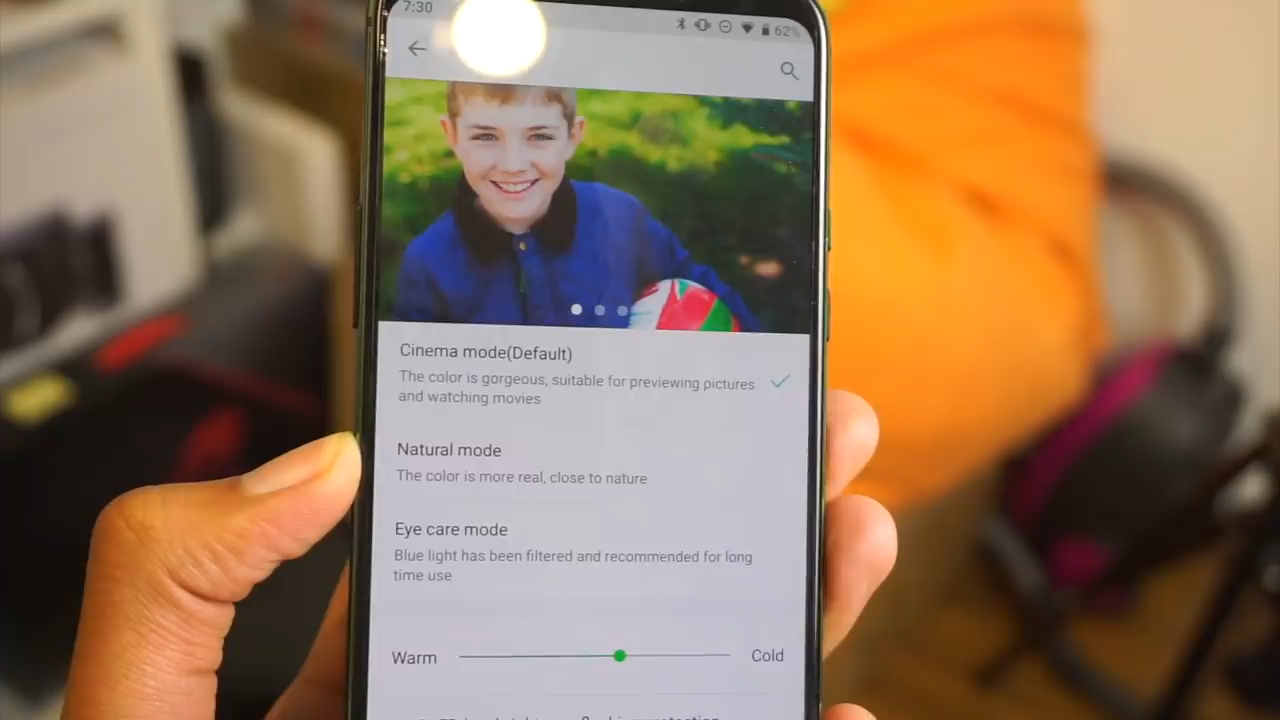 7:30
62%
Cinema mode(Default)
The color is gorgeous, suitable for previewing pictures
and watching movies
Natural mode
The color is more real, close to nature
Eye care mode
Blue light has been filtered and recommended for long
time use
Warm
Cold